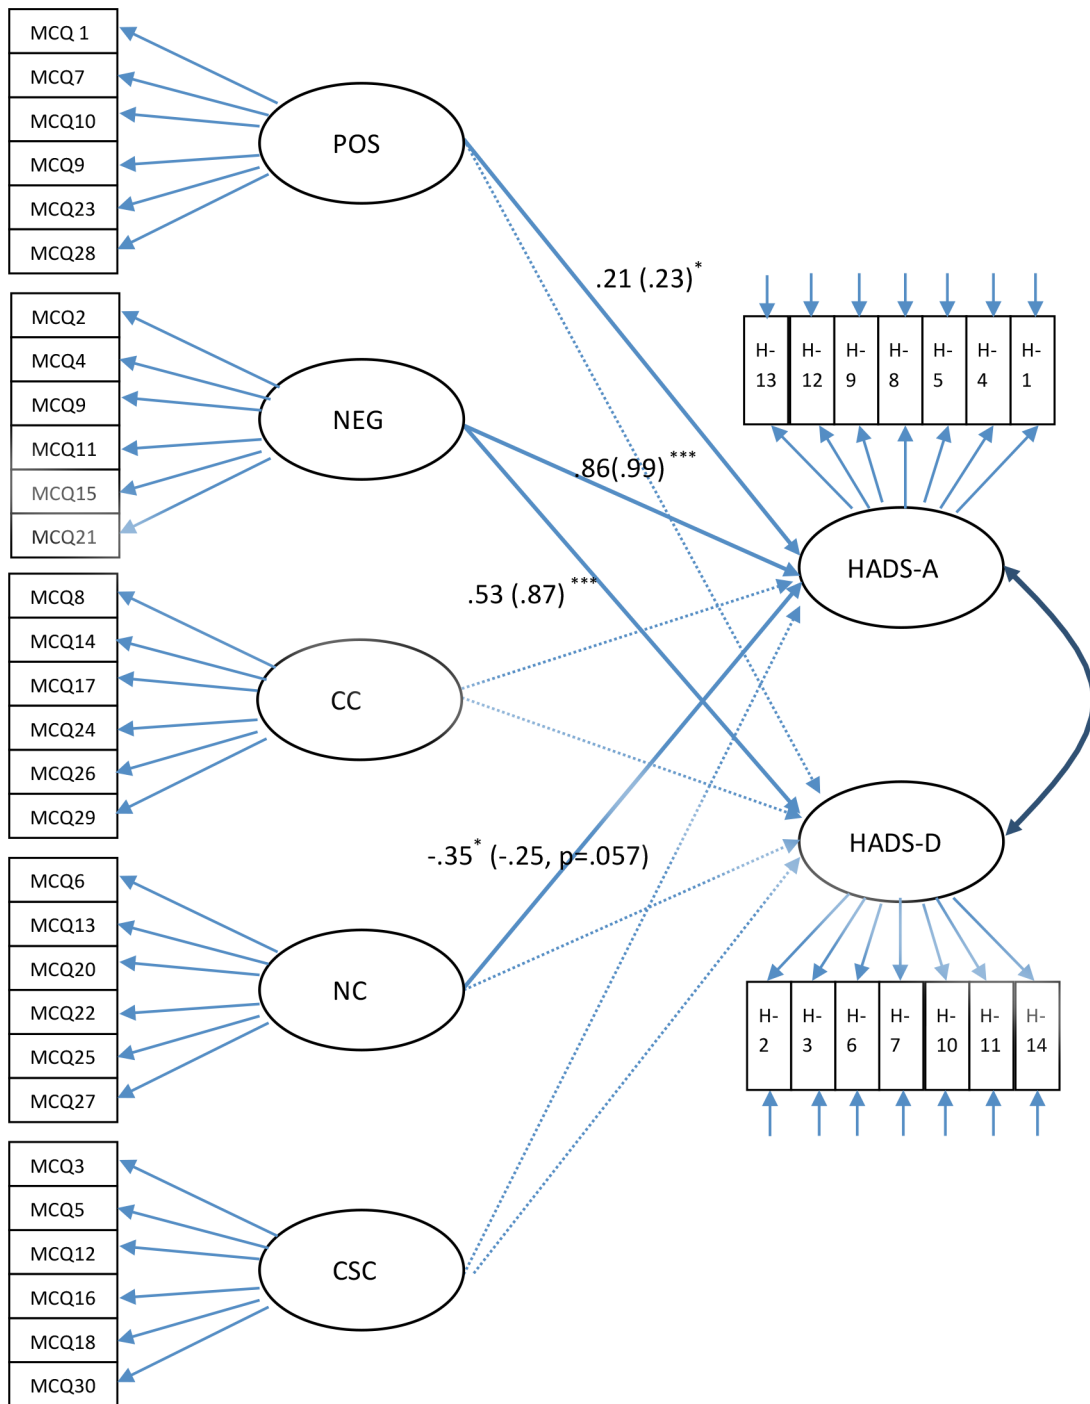 MCQ 1
MCQ7
MCQ10
MCQ9
MCQ23
MCQ28
POS
.21 (.23)*
MCQ2
MCQ4
MCQ9
MCQ11
MCQ15
MCQ21
NEG
.86(.99)***
.53 (.87)***
H-
13
H-
12
H-
9
H-
8
H-
5
H-
4
H-
1
HADS-A
MCQ8
MCQ14
MCQ17
MCQ24
MCQ26
MCQ29
CC
HADS-D
-.35* (-.25, p=.057)
MCQ6
MCQ13
MCQ20
MCQ22
MCQ25
MCQ27
NC
H-
2
H-
3
H-
6
H-
7
H-
10
H-
11
H-
14
MCQ3
MCQ5
MCQ12
MCQ16
MCQ18
MCQ30
CSC